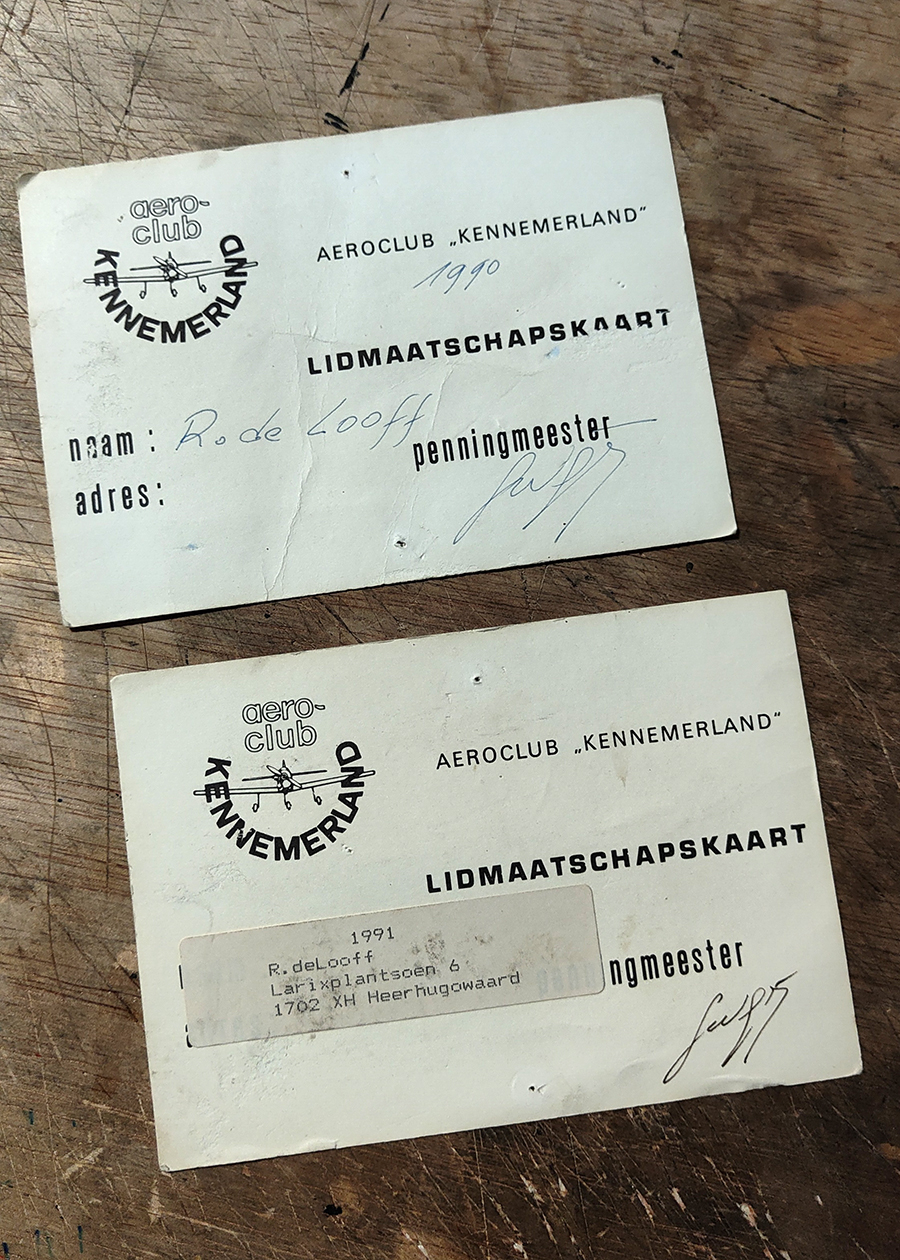 aero-
club
KENNEMERLAND
AEROCLUB „KENNEMERLAND"
1990
LIDMAATSCHAPSKAART
naam : R. de Looff
penningmeester
adres:
aero-
club
KENNEMERLAND
AEROCLUB „KENNEMERLAND"
LIDMAATSCHAPSKAART
1991
R.deLooff
Larixplantsoen 6
1702 XH Heerhugowaard
ngmeester